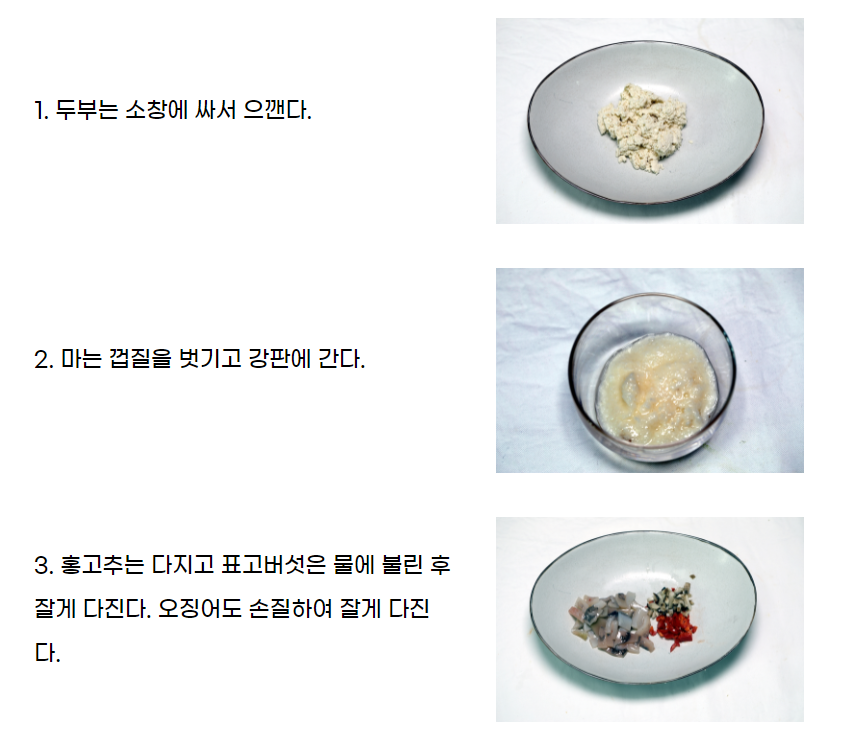 1. 두부는 소창에 싸서 으깬다.
2. 마는 껍질을 벗기고 강판에 간다.
3. 홍고추는 다지고 표고버섯은 물에 불린 후
잘게 다진다. 오징어도 손질하여 잘게 다진
다.